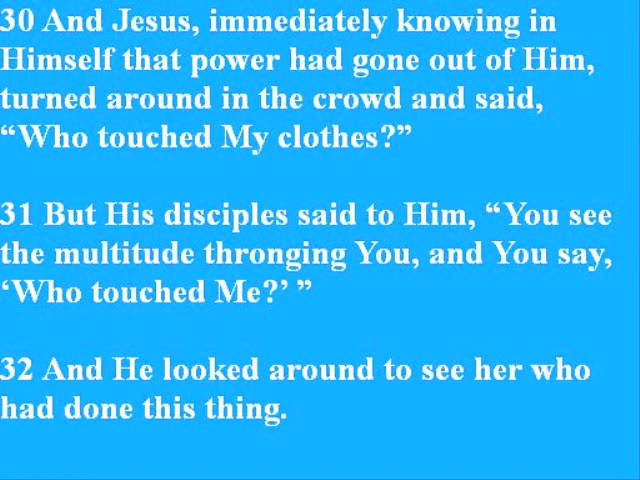 30 And Jesus, immediately knowing in
Himself that power had gone out of Him,
turned around in the crowd and said,
“Who touched My clothes?”
31 But His disciples said to Him, “You see
the multitude thronging You, and You say,
‘Who touched Me?’ ”
32 And He looked around to see her who
had done this thing.